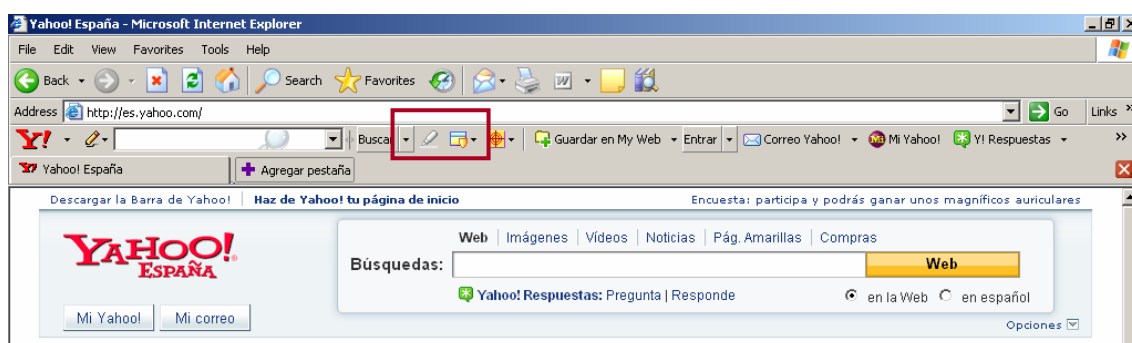 Yahoo! España - Microsoft Internet Explorer
File Edit View Favorites Tools Help
Back Search Favorites W
Address http://es.yahoo.com/ Go Links »
Y! Buscar Guardar en My Web Entrar Correo Yahoo! Mi Yahoo! Y! Respuestas »
Y! Yahoo! España Agregar pestaña
Descargar la Barra de Yahoo! | Haz de Yahoo! tu página de inicio Encuesta: participa y podrás ganar unos magníficos auriculares
YAHOO! ESPAÑA
Web | Imágenes | Vídeos | Noticias | Pág. Amarillas | Compras
Búsquedas: Web
Yahoo! Respuestas: Pregunta | Responde en la Web en español
Mi Yahoo! Mi correo
Opciones